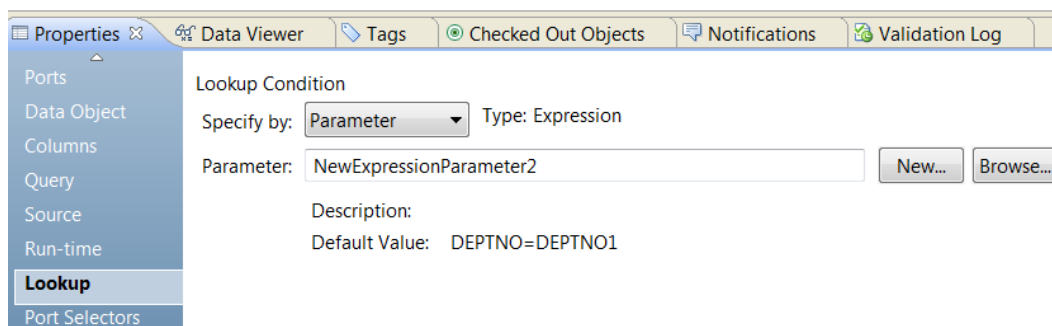 Properties Data Viewer Tags Checked Out Objects Notifications Validation Log
Ports
Data Object
Columns
Query
Source
Run-time
Lookup
Port Selectors
Lookup Condition
Specify by: Parameter Type: Expression
Parameter: NewExpressionParameter2 New... Browse...
Description:
Default Value: DEPTNO=DEPTNO1